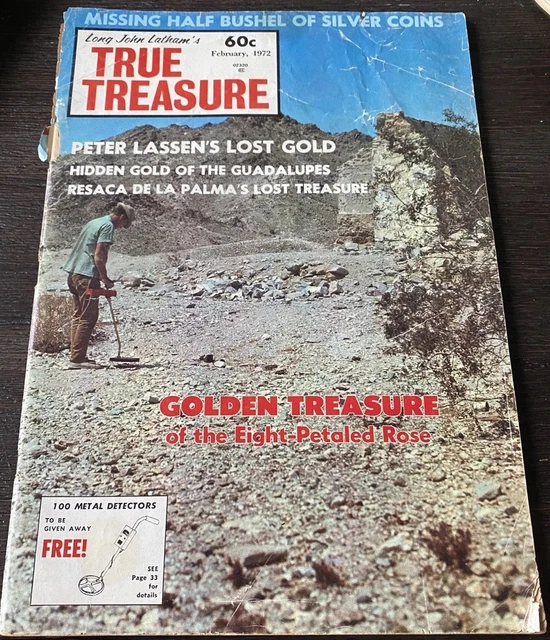 MISSING HALF BUSHEL OF SILVER COINS
Long John Latham's
TRUE
TREASURE
60c
February, 1972
02320
PETER LASSEN'S LOST GOLD
HIDDEN GOLD OF THE GUADALUPES
RESACA DE LA PALMA'S LOST TREASURE
GOLDEN TREASURE
of the Eight-Petaled Rose
100 METAL DETECTORS
TO BE
GIVEN AWAY
FREE!
SEE
Page 33
for
details